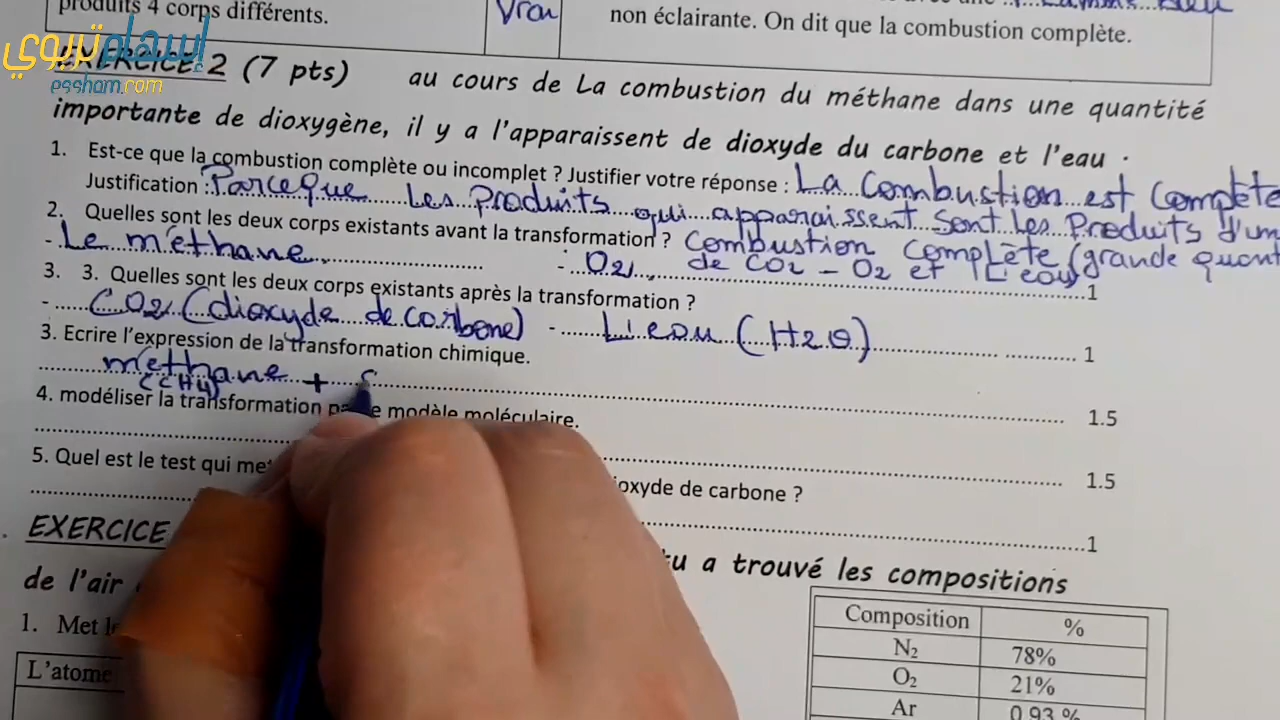 produits 4 corps différents.
Vrai
non éclairante. On dit que la combustion complète.
إسهام تربوي
essham.com
EXERCICE 2 (7 pts) au cours de La combustion du méthane dans une quantité
importante de dioxygène, il y a l'apparaissent de dioxyde du carbone et l'eau .
1. Est-ce que la combustion complète ou incomplet ? Justifier votre réponse : La combustion est complète
Justification : Parceque les Produits qui apparaissent sont les Produits d'un
2. Quelles sont les deux corps existants avant la transformation ? combustion complète (grande quant
- Le méthane. - O2 de CO2 - O2 et L'eau) 1
3. 3. Quelles sont les deux corps existants après la transformation ?
- CO2 (dioxyde de carbone) - L'eau (H2O) 1
3. Ecrire l'expression de la transformation chimique.
méthane + 1.5
(CH4)
4. modéliser la transformation modèle moléculaire.
1.5
5. Quel est le test qui oxyde de carbone ?
1
EXERCICE
tu a trouvé les compositions
de l'air
1. Met
L'atome
Composition %
N2 78%
O2 21%
Ar 0.93 %